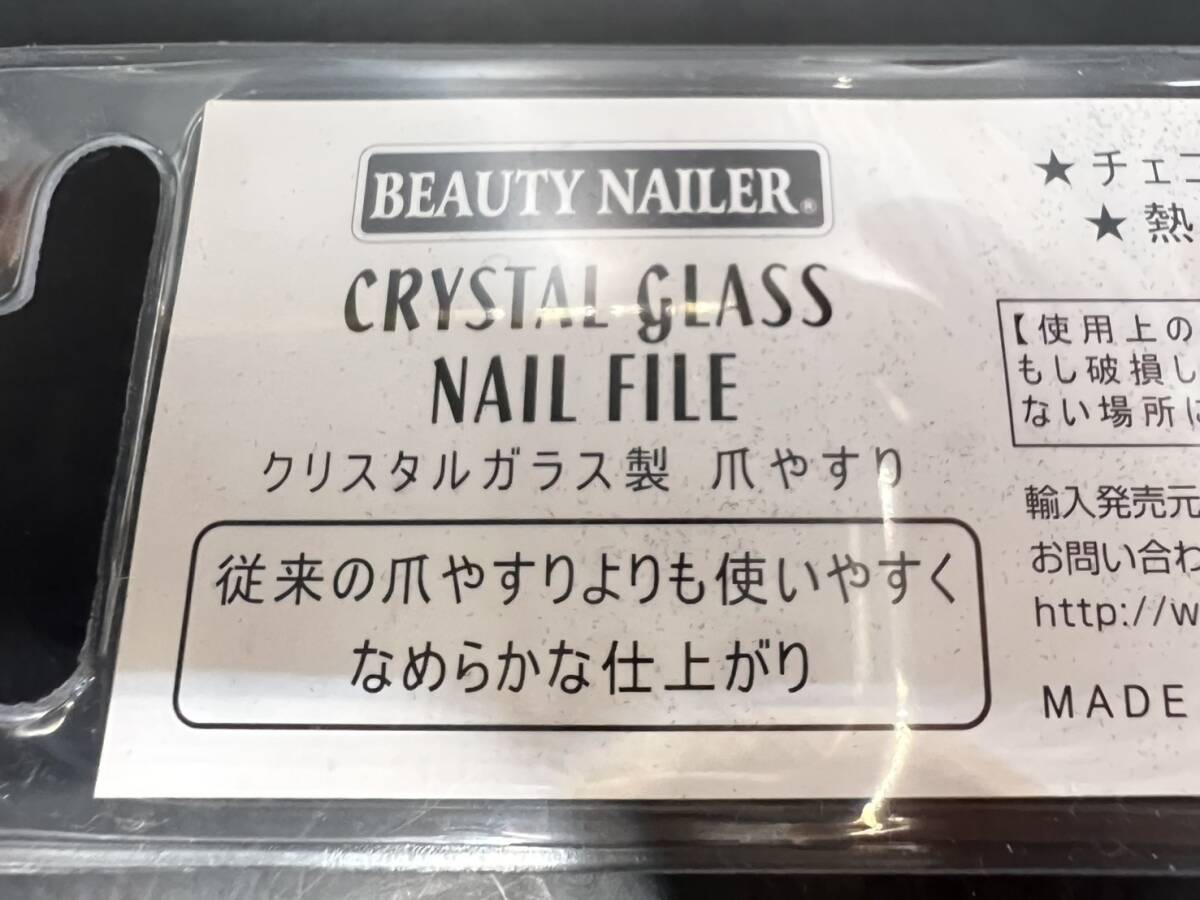 BEAUTY NAILER®
CRYSTAL GLASS
NAIL FILE
クリスタルガラス製 爪やすり
従来の爪やすりよりも使いやすく
なめらかな仕上がり
★チェコ
★熱
【使用上の
もし破損し
ない場所に
輸入発売元
お問い合わ
http://w
MADE